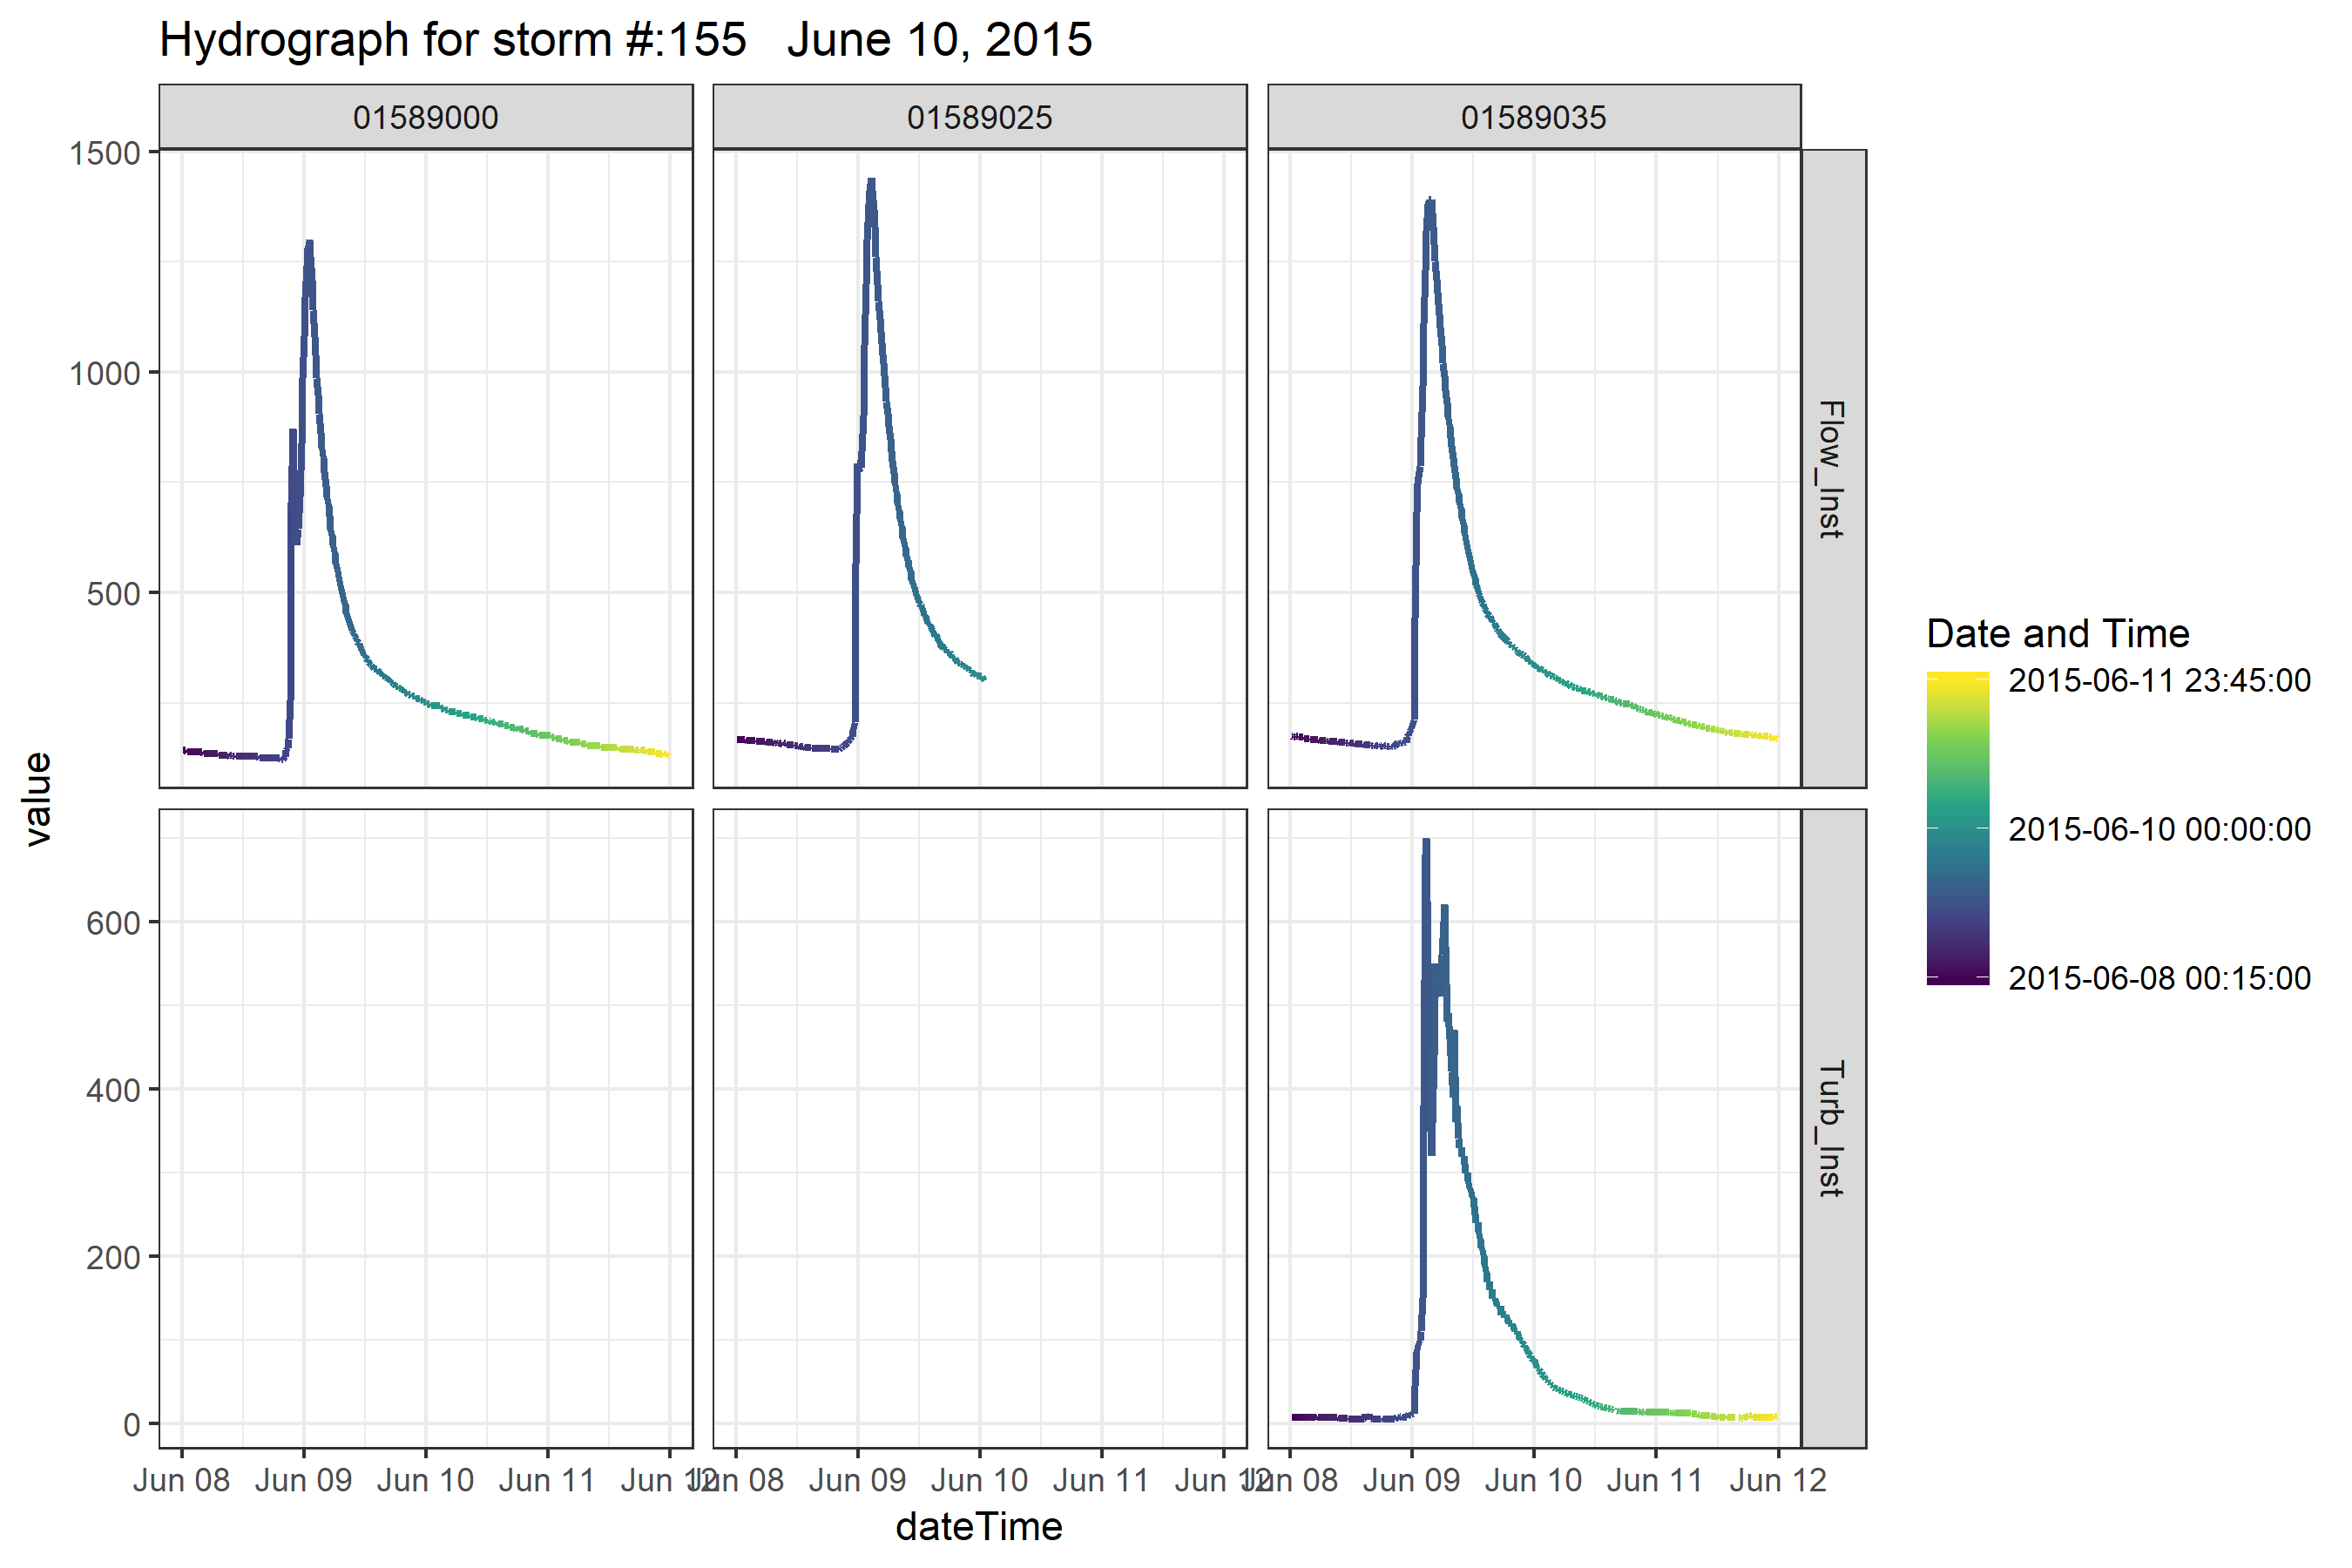 Hydrograph for storm #:155   June 10, 2015
01589000
01589025
01589035
1500
1000
500
Flow_Inst
600
400
200
0
Turb_Inst
value
Jun 08 Jun 09 Jun 10 Jun 11 Jun 12
Jun 08 Jun 09 Jun 10 Jun 11 Jun 12
Jun 08 Jun 09 Jun 10 Jun 11 Jun 12
dateTime
Date and Time
2015-06-11 23:45:00
2015-06-10 00:00:00
2015-06-08 00:15:00